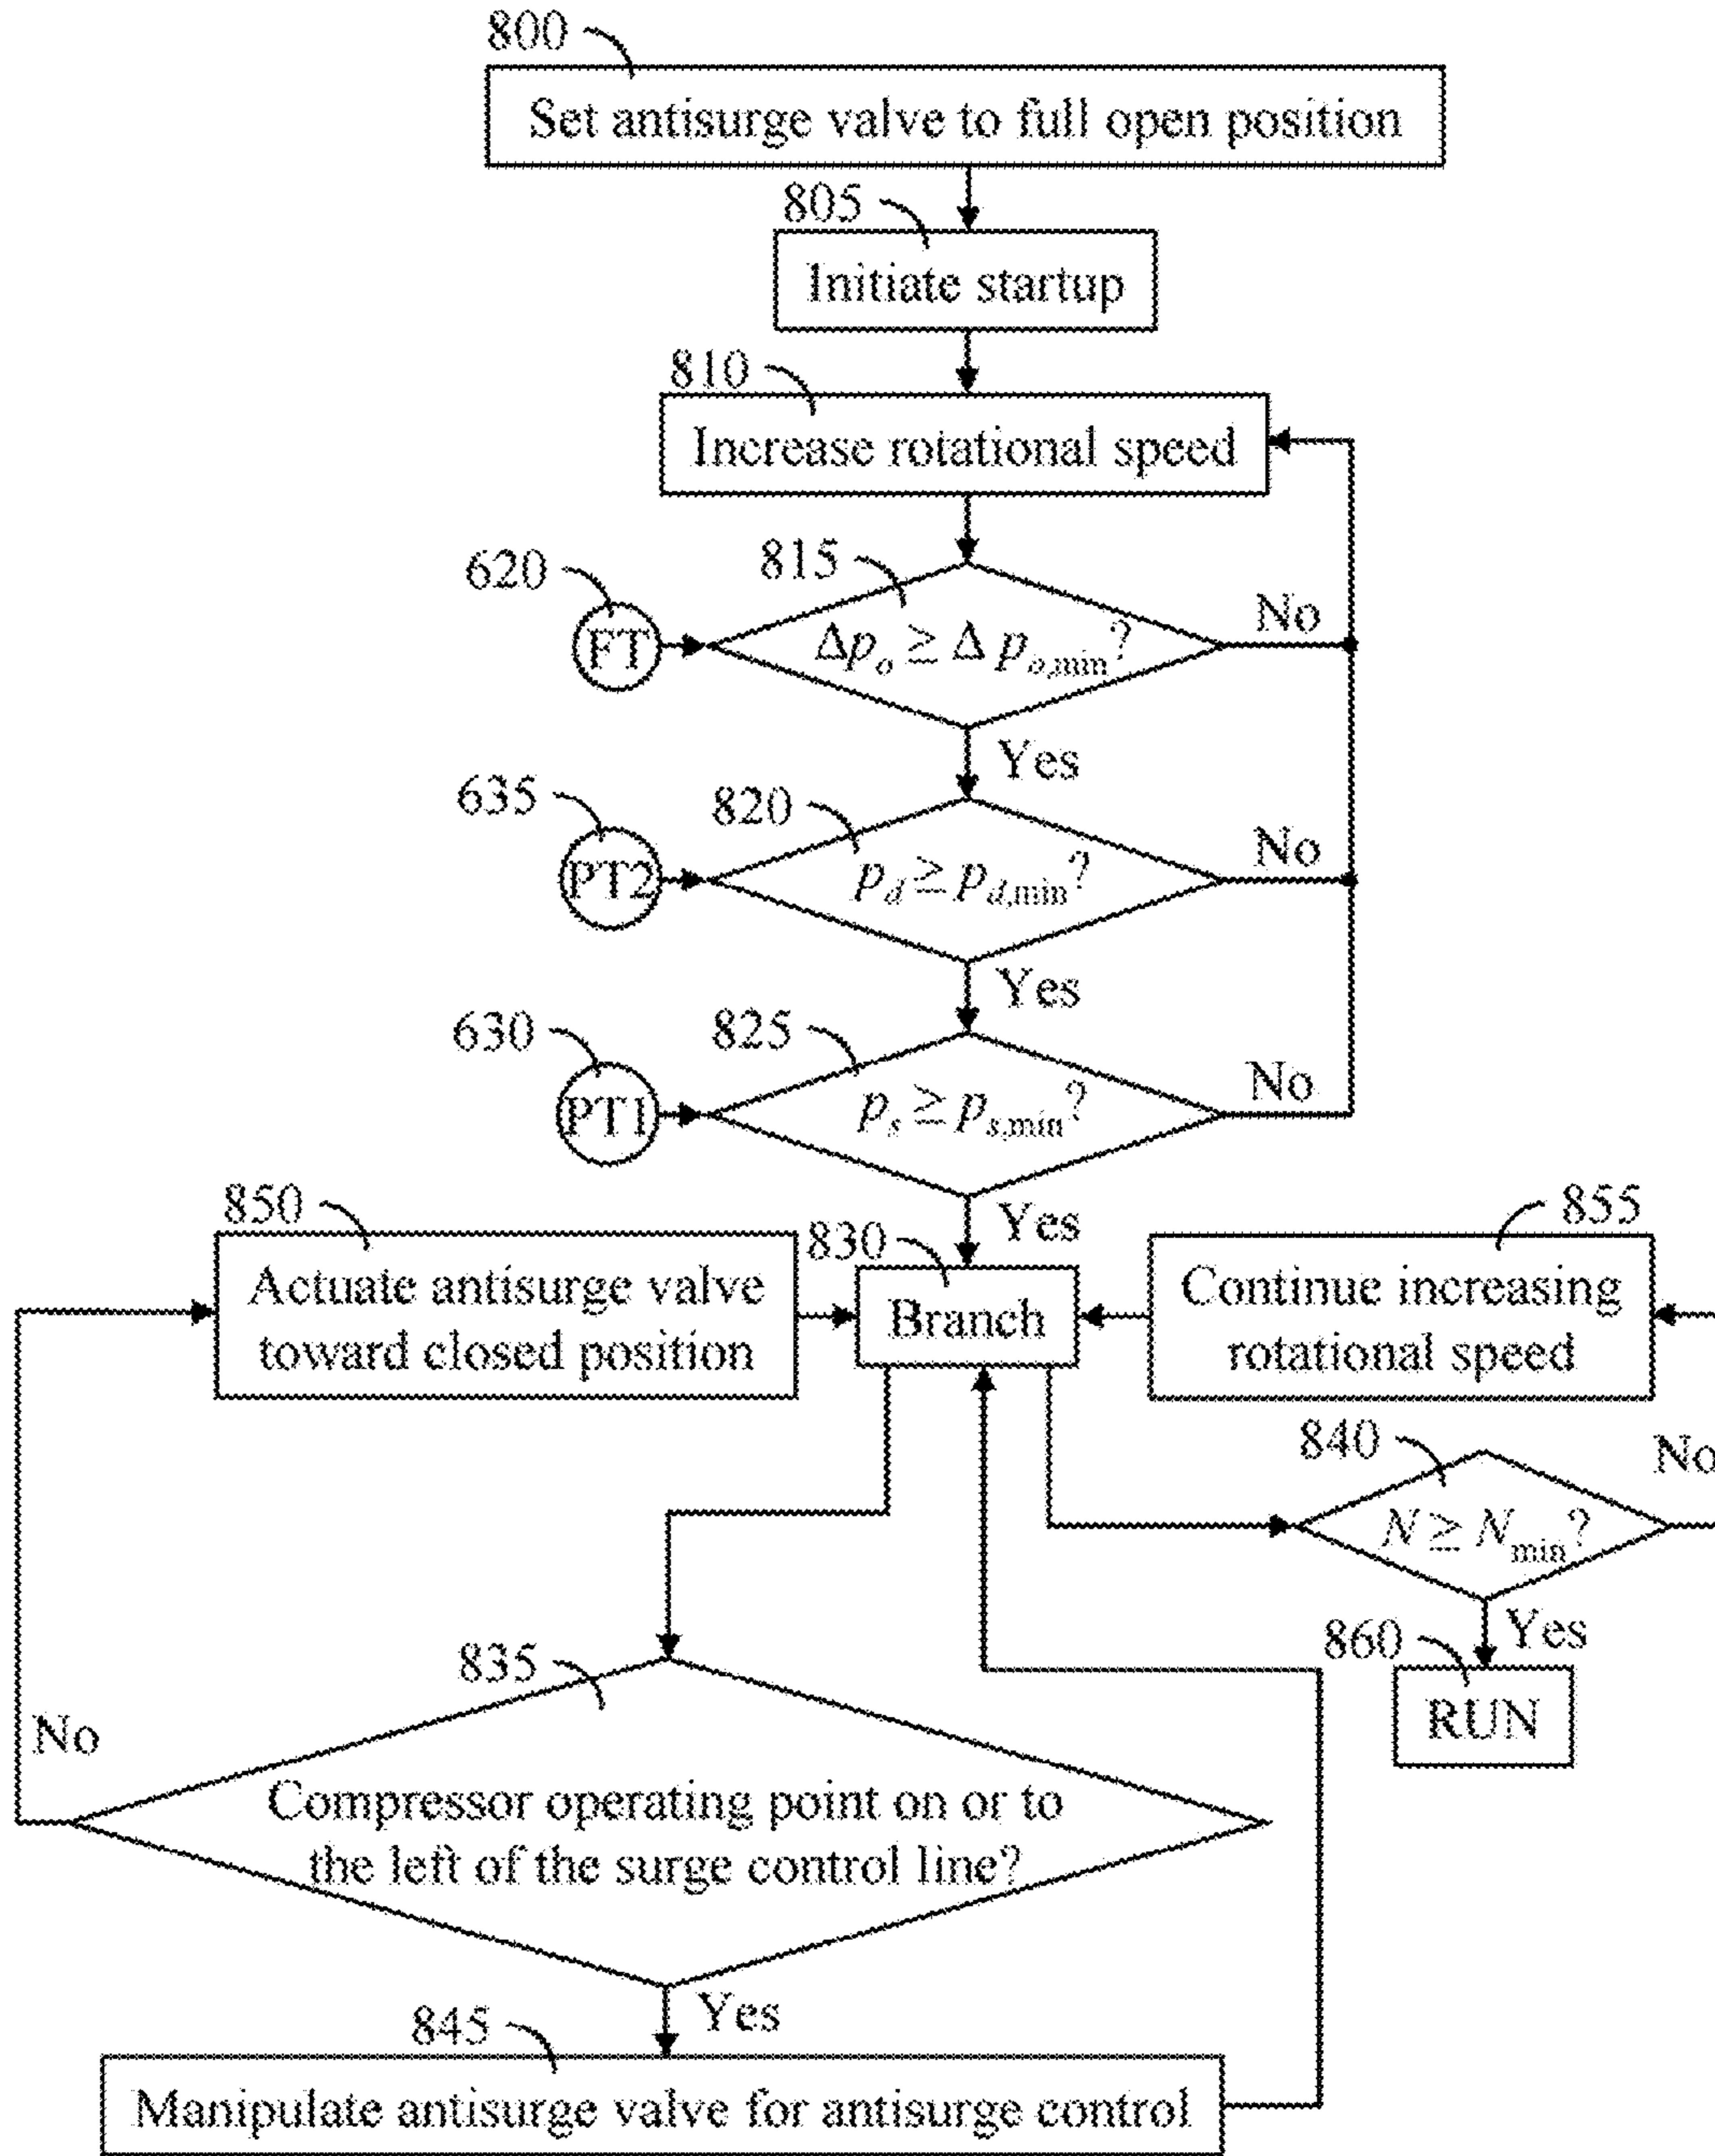 800
Set antisurge valve to full open position
805
Initiate startup
810
Increase rotational speed
620
815
FT
Δp_o ≥ Δ p_o,min?
No
Yes
635
820
PT2
p_d ≥ p_d,min?
No
Yes
630
825
PT1
p_s ≥ p_s,min?
No
Yes
850
830
855
Actuate antisurge valve
toward closed position
Branch
Continue increasing
rotational speed
840
No
N ≥ N_min?
Yes
860
RUN
835
No
Compressor operating point on or to
the left of the surge control line?
Yes
845
Manipulate antisurge valve for antisurge control